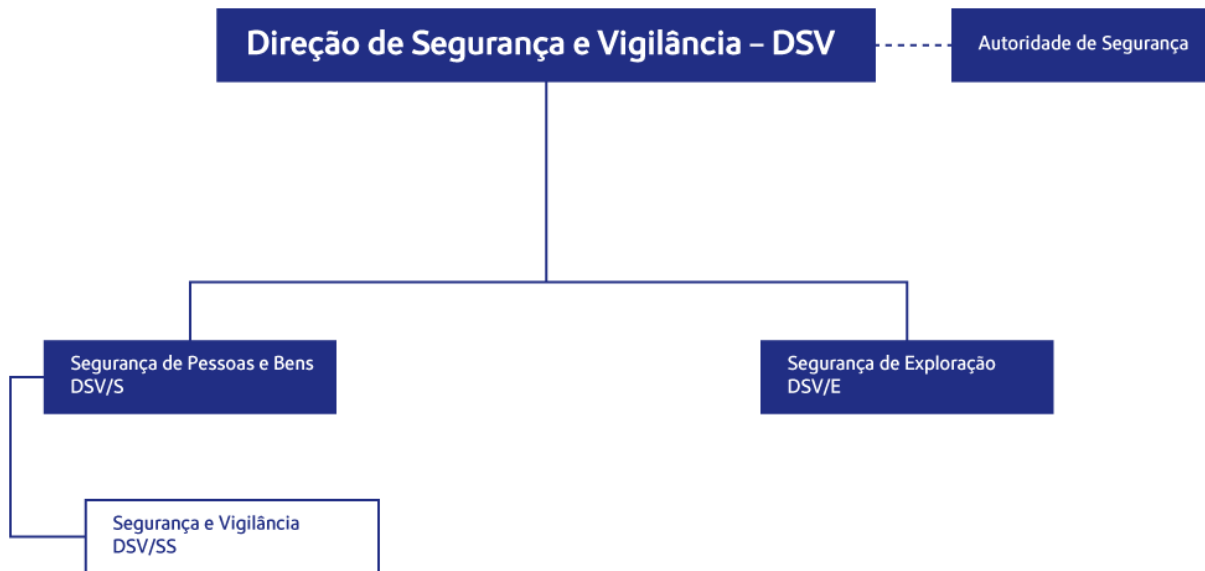 Direção de Segurança e Vigilância – DSV
Autoridade de Segurança
Segurança de Pessoas e Bens
DSV/S
Segurança de Exploração
DSV/E
Segurança e Vigilância
DSV/SS